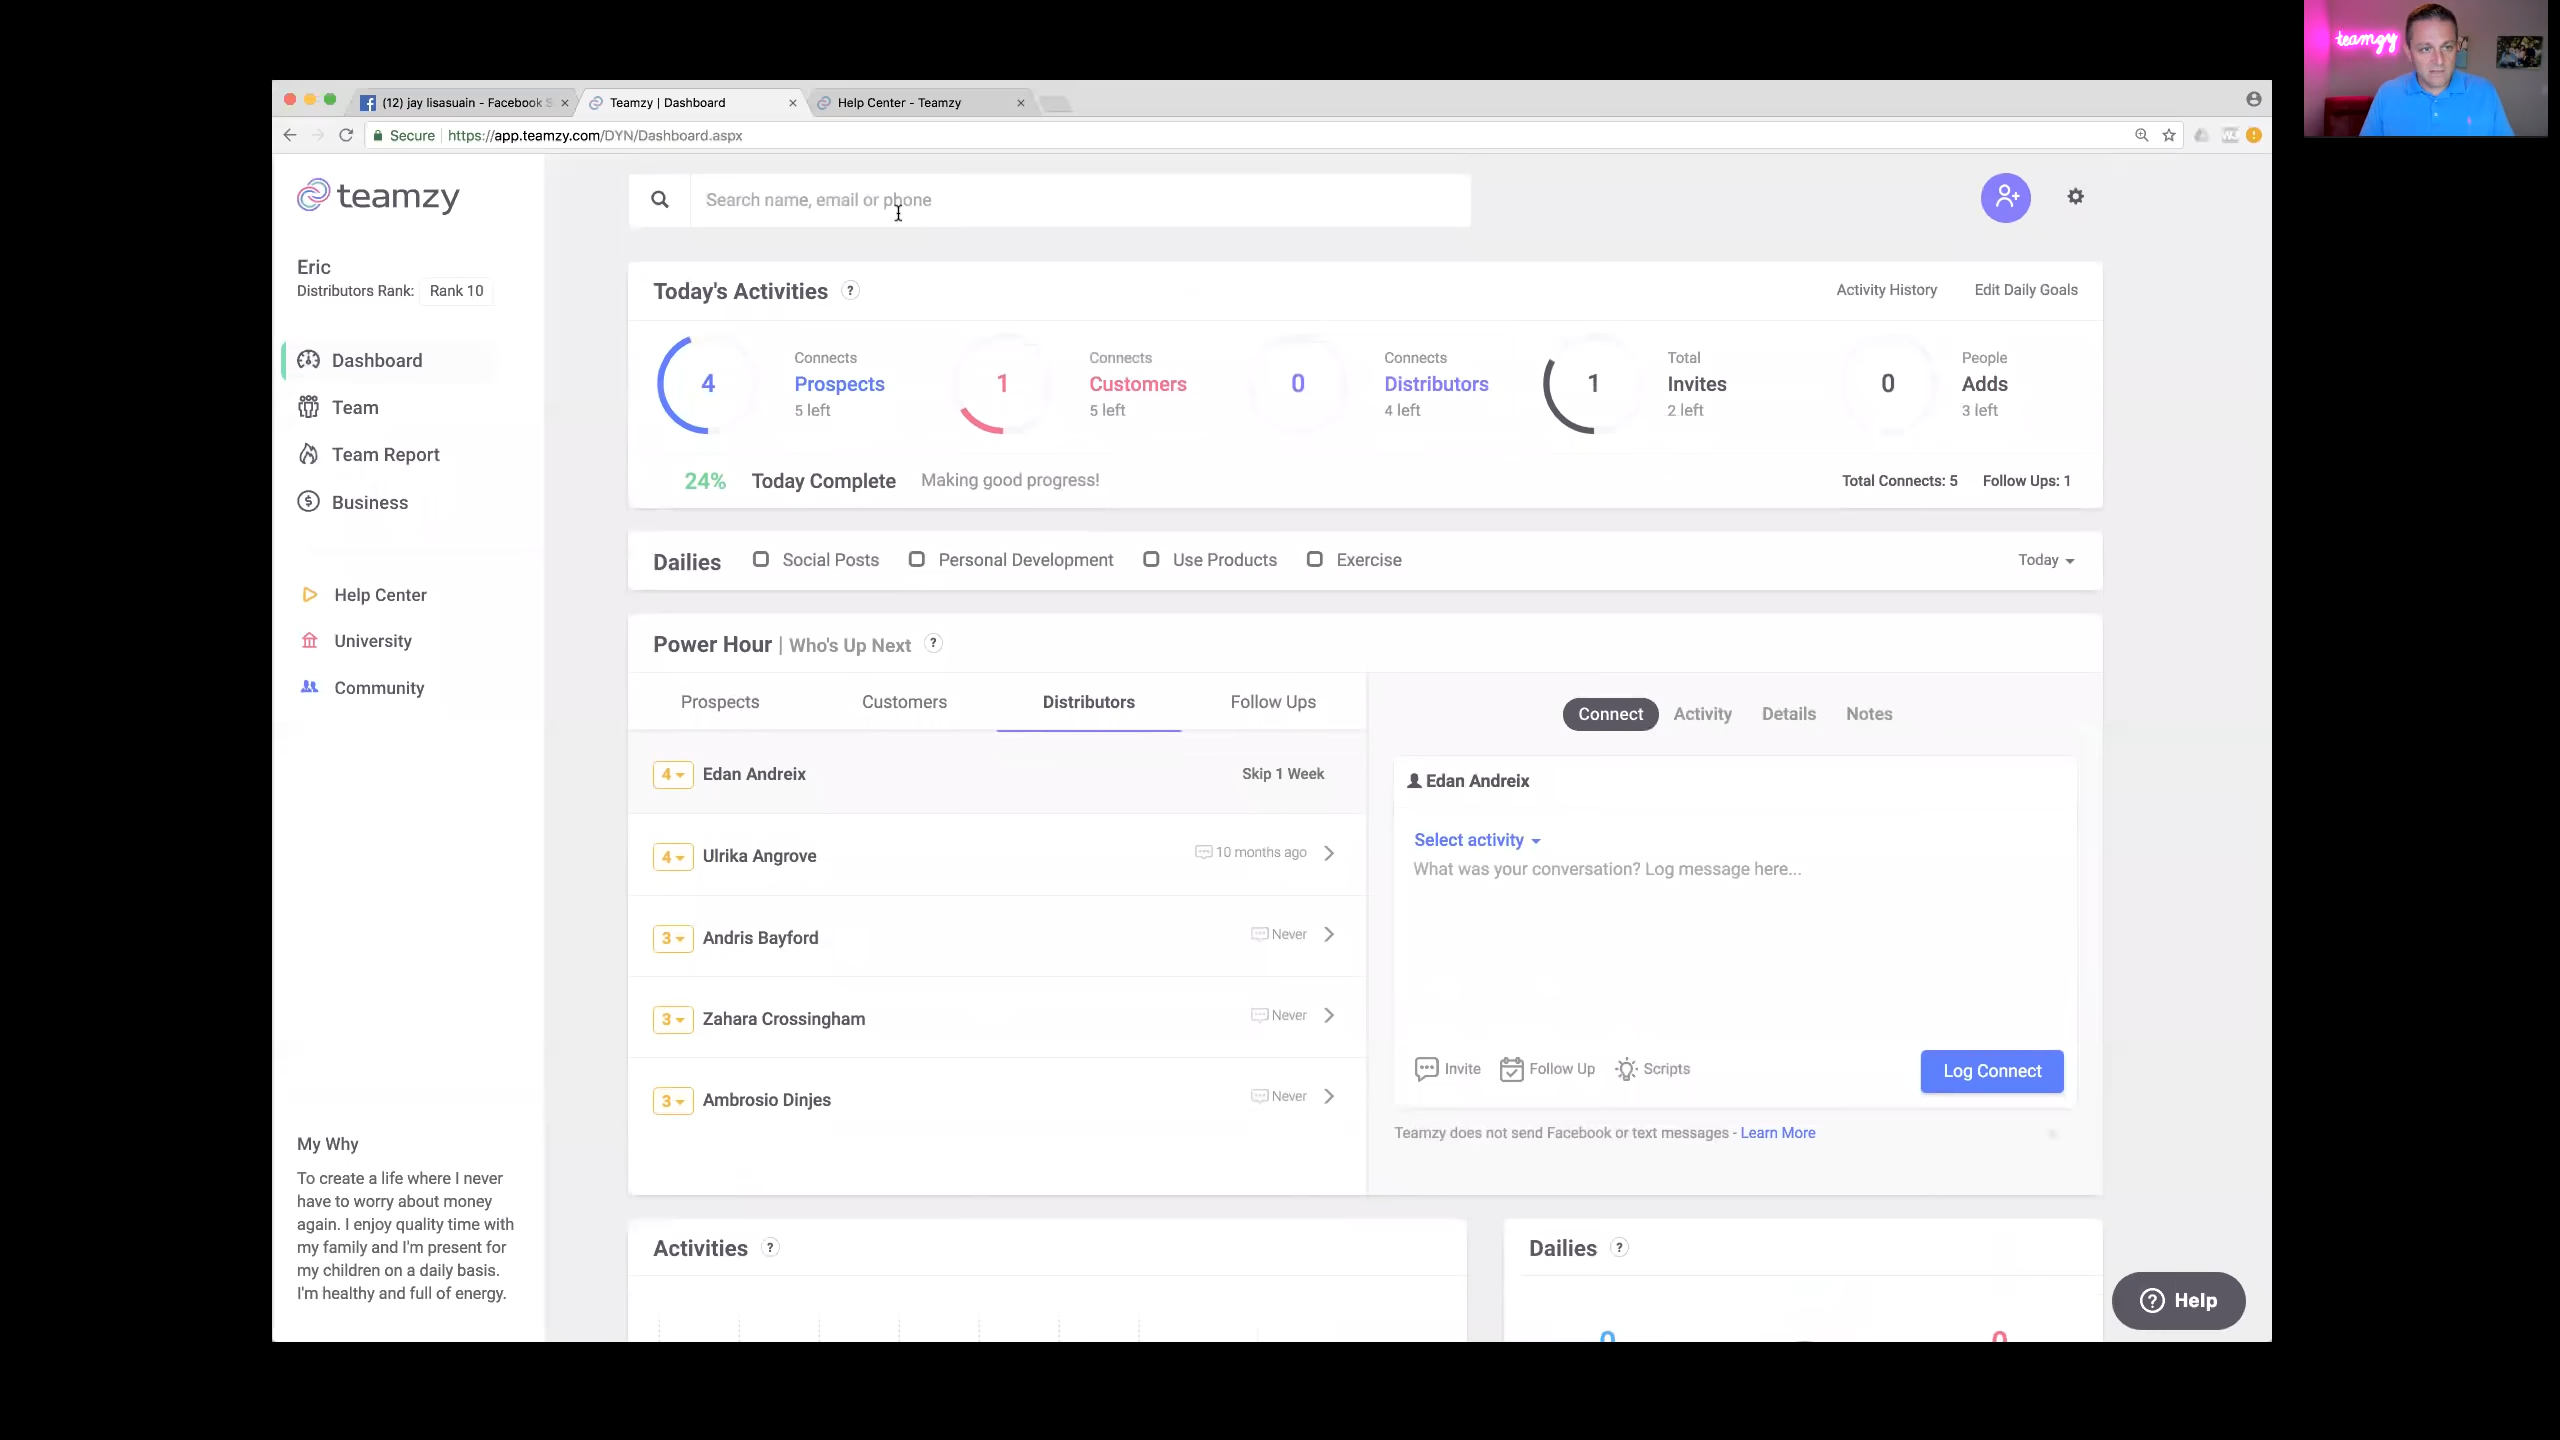 teamzy
(12) jay lisasuain - Facebook S
Teamzy | Dashboard
Help Center - Teamzy
Secure
https://app.teamzy.com/DYN/Dashboard.aspx
teamzy
Search name, email or phone
Eric
Distributors Rank: Rank 10
Dashboard
Team
Team Report
Business
Help Center
University
Community
My Why
To create a life where I never
have to worry about money
again. I enjoy quality time with
my family and I'm present for
my children on a daily basis.
I'm healthy and full of energy.
Today's Activities ?
Activity History
Edit Daily Goals
4
Connects
Prospects
5 left
1
Connects
Customers
5 left
0
Connects
Distributors
4 left
1
Total
Invites
2 left
0
People
Adds
3 left
24% Today Complete Making good progress!
Total Connects: 5 Follow Ups: 1
Dailies Social Posts Personal Development Use Products Exercise Today
Power Hour | Who's Up Next ?
Prospects Customers Distributors Follow Ups
4 Edan Andreix Skip 1 Week
4 Ulrika Angrove 10 months ago
3 Andris Bayford Never
3 Zahara Crossingham Never
3 Ambrosio Dinjes Never
Connect Activity Details Notes
Edan Andreix
Select activity
What was your conversation? Log message here...
Invite Follow Up Scripts Log Connect
Teamzy does not send Facebook or text messages - Learn More
Activities ?
Dailies ?
0
0
Help